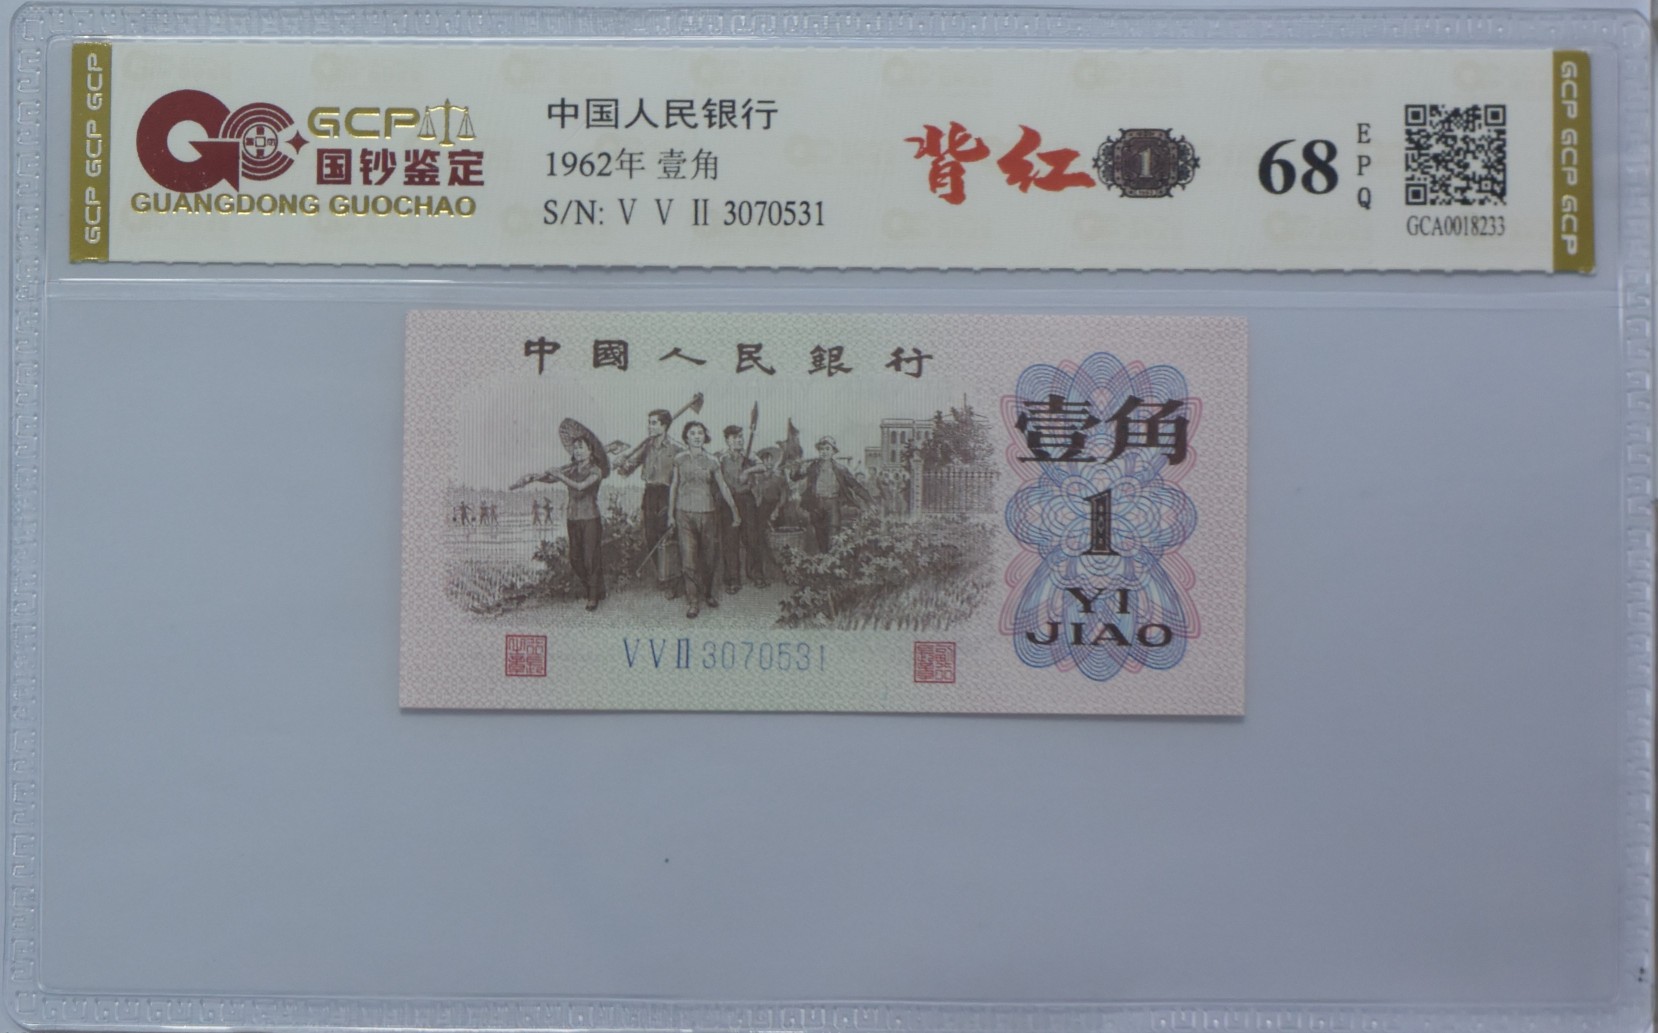 GCP GCP GCP
GCP
国钞鉴定
GUANGDONG GUOCHAO
中国人民银行
1962年 壹角
S/N: V V II 3070531
背红
1
68
EPQ
GCA0018233
GCP GCP GCP
中國人民銀行
壹角
1
YI
JIAO
V V II 3070531